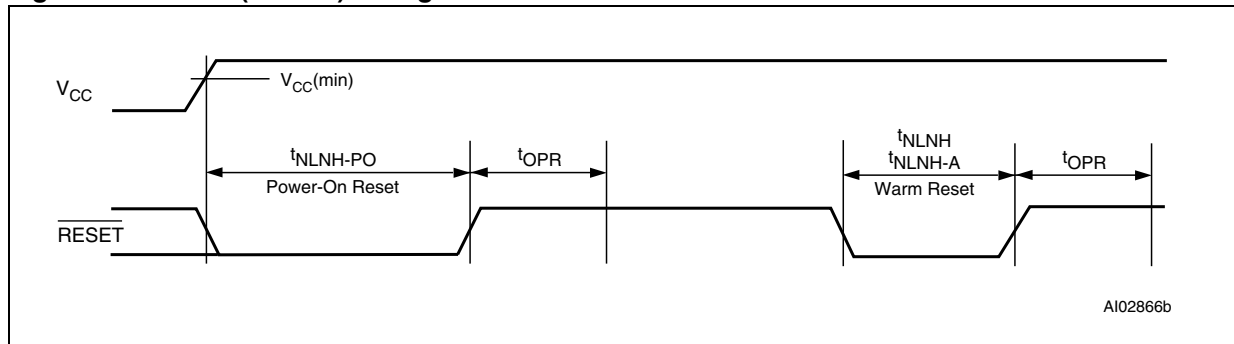 V_CC
V_CC(min)
t_NLNH-PO
Power-On Reset
t_OPR
t_NLNH
t_NLNH-A
Warm Reset
t_OPR
RESET
AI02866b